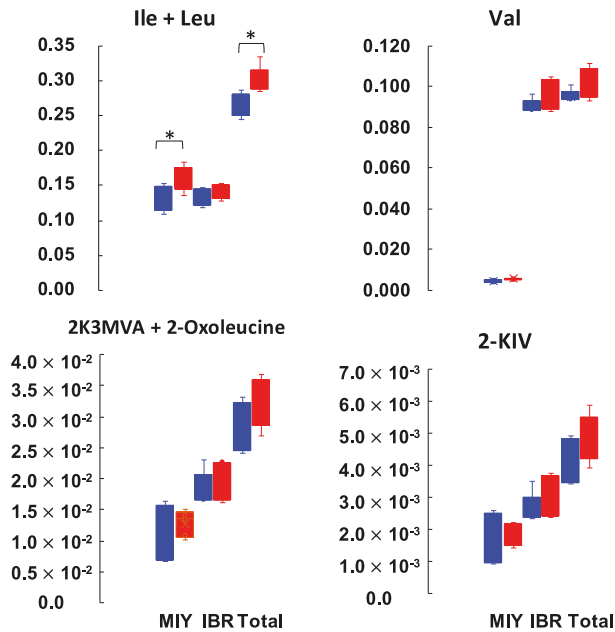 Ile + Leu
0.35
0.30
0.25
0.20
0.15
0.10
0.05
0.00
*
*
Val
0.120
0.100
0.080
0.060
0.040
0.020
0.000
2K3MVA + 2-Oxoleucine
4.0 × 10⁻²
3.5 × 10⁻²
3.0 × 10⁻²
2.5 × 10⁻²
2.0 × 10⁻²
1.5 × 10⁻²
1.0 × 10⁻²
0.5 × 10⁻²
0.0
MIY IBR Total
2-KIV
7.0 × 10⁻³
6.0 × 10⁻³
5.0 × 10⁻³
4.0 × 10⁻³
3.0 × 10⁻³
2.0 × 10⁻³
1.0 × 10⁻³
0.0
MIY IBR Total